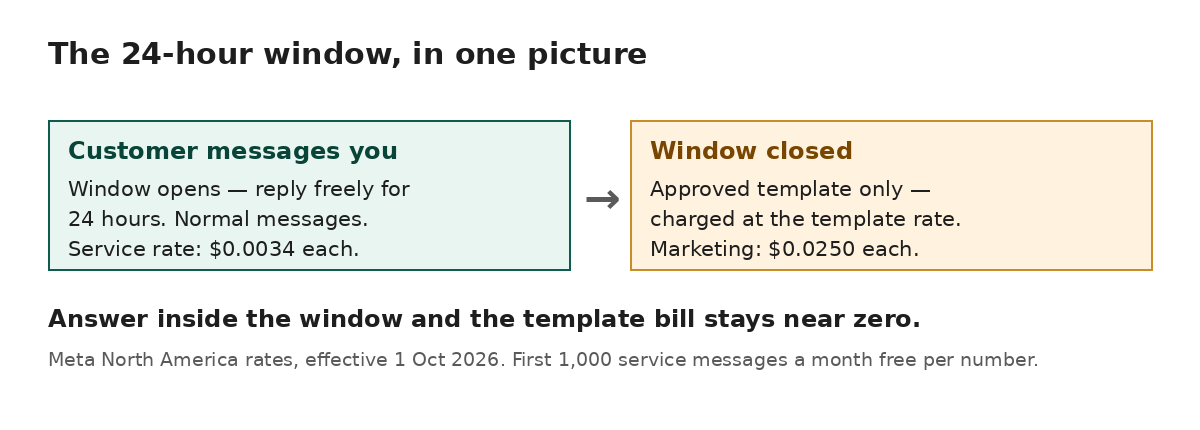 The 24-hour window, in one picture
Customer messages you
Window opens — reply freely for
24 hours. Normal messages.
Service rate: $0.0034 each.
→
Window closed
Approved template only —
charged at the template rate.
Marketing: $0.0250 each.
Answer inside the window and the template bill stays near zero.
Meta North America rates, effective 1 Oct 2026. First 1,000 service messages a month free per number.